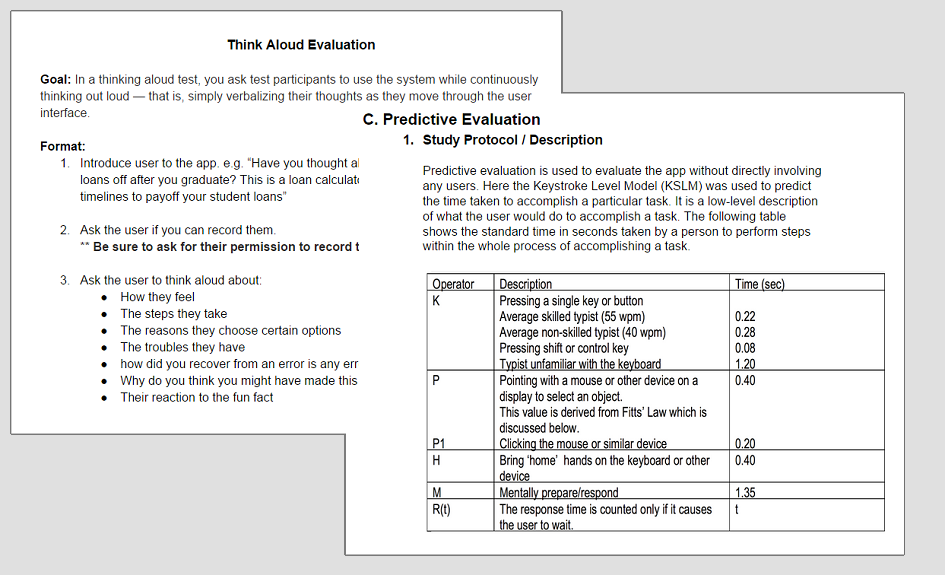 Think Aloud Evaluation
Goal: In a thinking aloud test, you ask test participants to use the system while continuously
thinking out loud — that is, simply verbalizing their thoughts as they move through the user
interface.
Format:
1. Introduce user to the app. e.g. “Have you thought al
loans off after you graduate? This is a loan calculat
timelines to payoff your student loans”
2. Ask the user if you can record them.
** Be sure to ask for their permission to record t
3. Ask the user to think aloud about:
● How they feel
● The steps they take
● The reasons they choose certain options
● The troubles they have
● how did you recover from an error is any err
● Why do you think you might have made this
● Their reaction to the fun fact
C. Predictive Evaluation
1. Study Protocol / Description
Predictive evaluation is used to evaluate the app without directly involving
any users. Here the Keystroke Level Model (KSLM) was used to predict
the time taken to accomplish a particular task. It is a low-level description
of what the user would do to accomplish a task. The following table
shows the standard time in seconds taken by a person to perform steps
within the whole process of accomplishing a task.
Operator Description Time (sec)
K Pressing a single key or button
Average skilled typist (55 wpm) 0.22
Average non-skilled typist (40 wpm) 0.28
Pressing shift or control key 0.08
Typist unfamiliar with the keyboard 1.20
P Pointing with a mouse or other device on a 0.40
display to select an object.
This value is derived from Fitts’ Law which is
discussed below.
P1 Clicking the mouse or similar device 0.20
H Bring ‘home’ hands on the keyboard or other 0.40
device
M Mentally prepare/respond 1.35
R(t) The response time is counted only if it causes t
the user to wait.